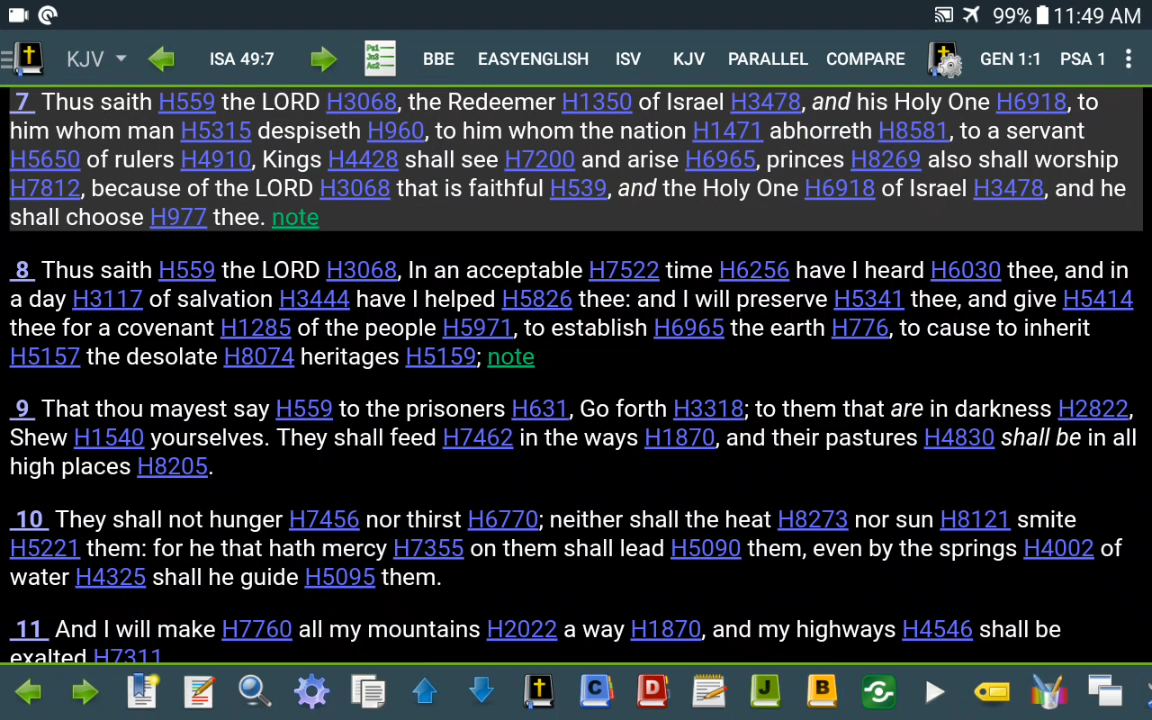 99% 11:49 AM
KJV ISA 49:7 BBE EASYENGLISH ISV KJV PARALLEL COMPARE GEN 1:1 PSA 1
7 Thus saith H559 the LORD H3068, the Redeemer H1350 of Israel H3478, and his Holy One H6918, to
him whom man H5315 despiseth H960, to him whom the nation H1471 abhorreth H8581, to a servant
H5650 of rulers H4910, Kings H4428 shall see H7200 and arise H6965, princes H8269 also shall worship
H7812, because of the LORD H3068 that is faithful H539, and the Holy One H6918 of Israel H3478, and he
shall choose H977 thee. note
8 Thus saith H559 the LORD H3068, In an acceptable H7522 time H6256 have I heard H6030 thee, and in
a day H3117 of salvation H3444 have I helped H5826 thee: and I will preserve H5341 thee, and give H5414
thee for a covenant H1285 of the people H5971, to establish H6965 the earth H776, to cause to inherit
H5157 the desolate H8074 heritages H5159; note
9 That thou mayest say H559 to the prisoners H631, Go forth H3318; to them that are in darkness H2822,
Shew H1540 yourselves. They shall feed H7462 in the ways H1870, and their pastures H4830 shall be in all
high places H8205.
10 They shall not hunger H7456 nor thirst H6770; neither shall the heat H8273 nor sun H8121 smite
H5221 them: for he that hath mercy H7355 on them shall lead H5090 them, even by the springs H4002 of
water H4325 shall he guide H5095 them.
11 And I will make H7760 all my mountains H2022 a way H1870, and my highways H4546 shall be
exalted H7311
C D J B